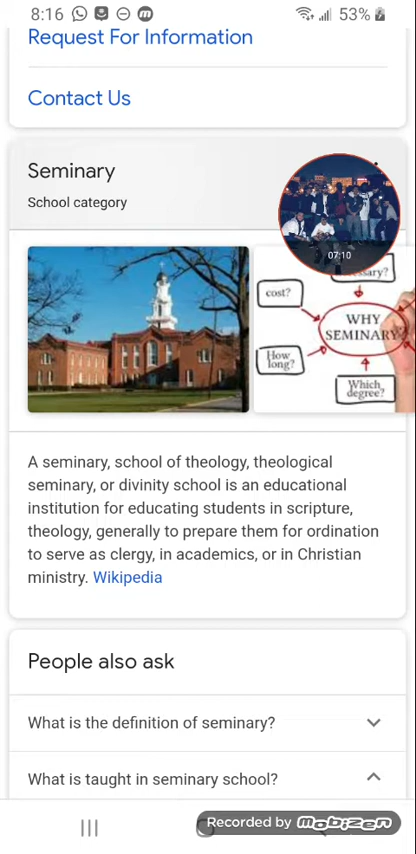 8:16
53%
Request For Information
Contact Us
Seminary
School category
07:10
ssary?
cost?
WHY
SEMINARY
How
long?
Which
degree?
A seminary, school of theology, theological
seminary, or divinity school is an educational
institution for educating students in scripture,
theology, generally to prepare them for ordination
to serve as clergy, in academics, or in Christian
ministry. Wikipedia
People also ask
What is the definition of seminary?
What is taught in seminary school?
Recorded by mobizen